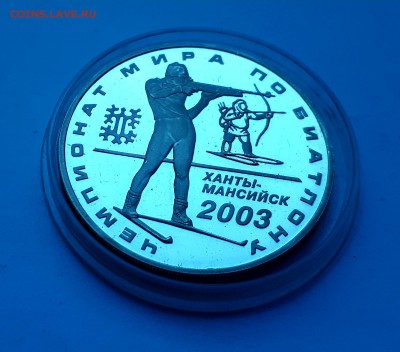 COINS.LAVE.RU
ЧЕМПИОНАТ МИРА ПО БИАТЛОНУ
ХАНТЫ-
МАНСИЙСК
2003